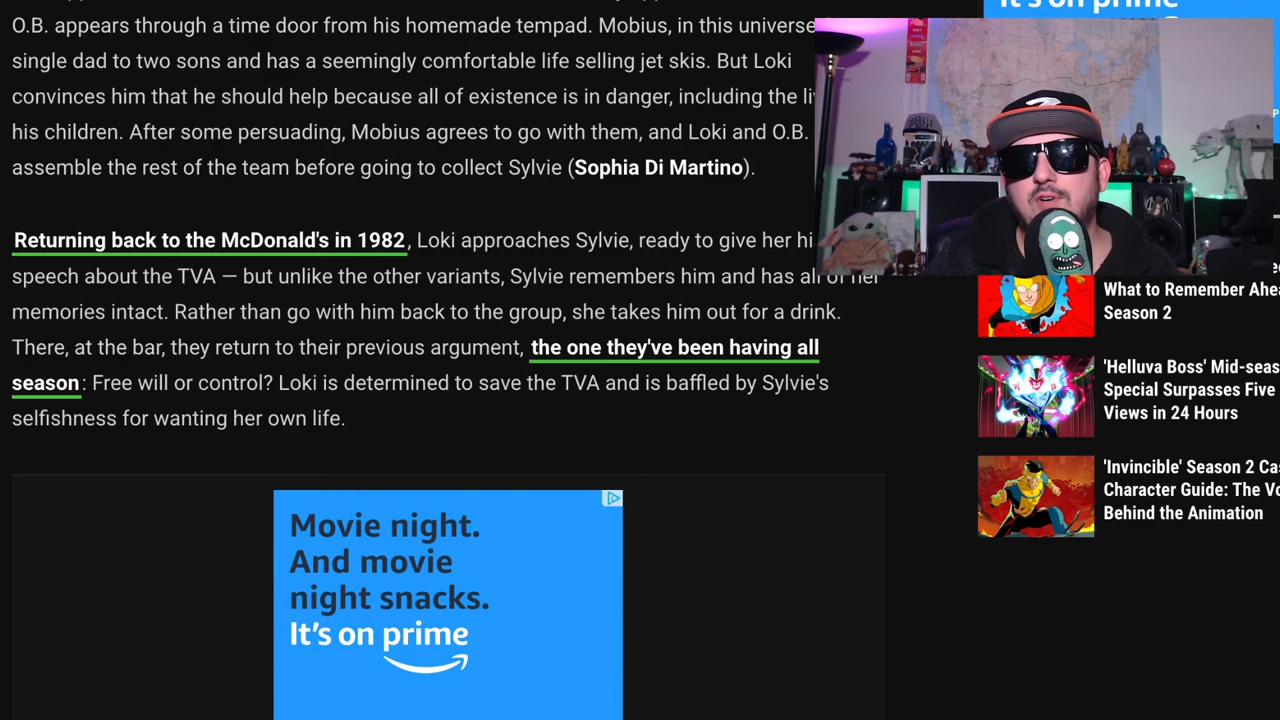 It's on prime
O.B. appears through a time door from his homemade tempad. Mobius, in this universe
single dad to two sons and has a seemingly comfortable life selling jet skis. But Loki
convinces him that he should help because all of existence is in danger, including the
his children. After some persuading, Mobius agrees to go with them, and Loki and O.B.
assemble the rest of the team before going to collect Sylvie (Sophia Di Martino).
Returning back to the McDonald's in 1982, Loki approaches Sylvie, ready to give her
speech about the TVA — but unlike the other variants, Sylvie remembers him and has all of her
memories intact. Rather than go with him back to the group, she takes him out for a drink.
There, at the bar, they return to their previous argument, the one they've been having all
season: Free will or control? Loki is determined to save the TVA and is baffled by Sylvie's
selfishness for wanting her own life.
Movie night.
And movie
night snacks.
It's on prime
What to Remember
Season 2
'Helluva Boss'
Special Surpasses Five
Views in 24 Hours
'Invincible' Season 2
Character Guide: The
Behind the Animation